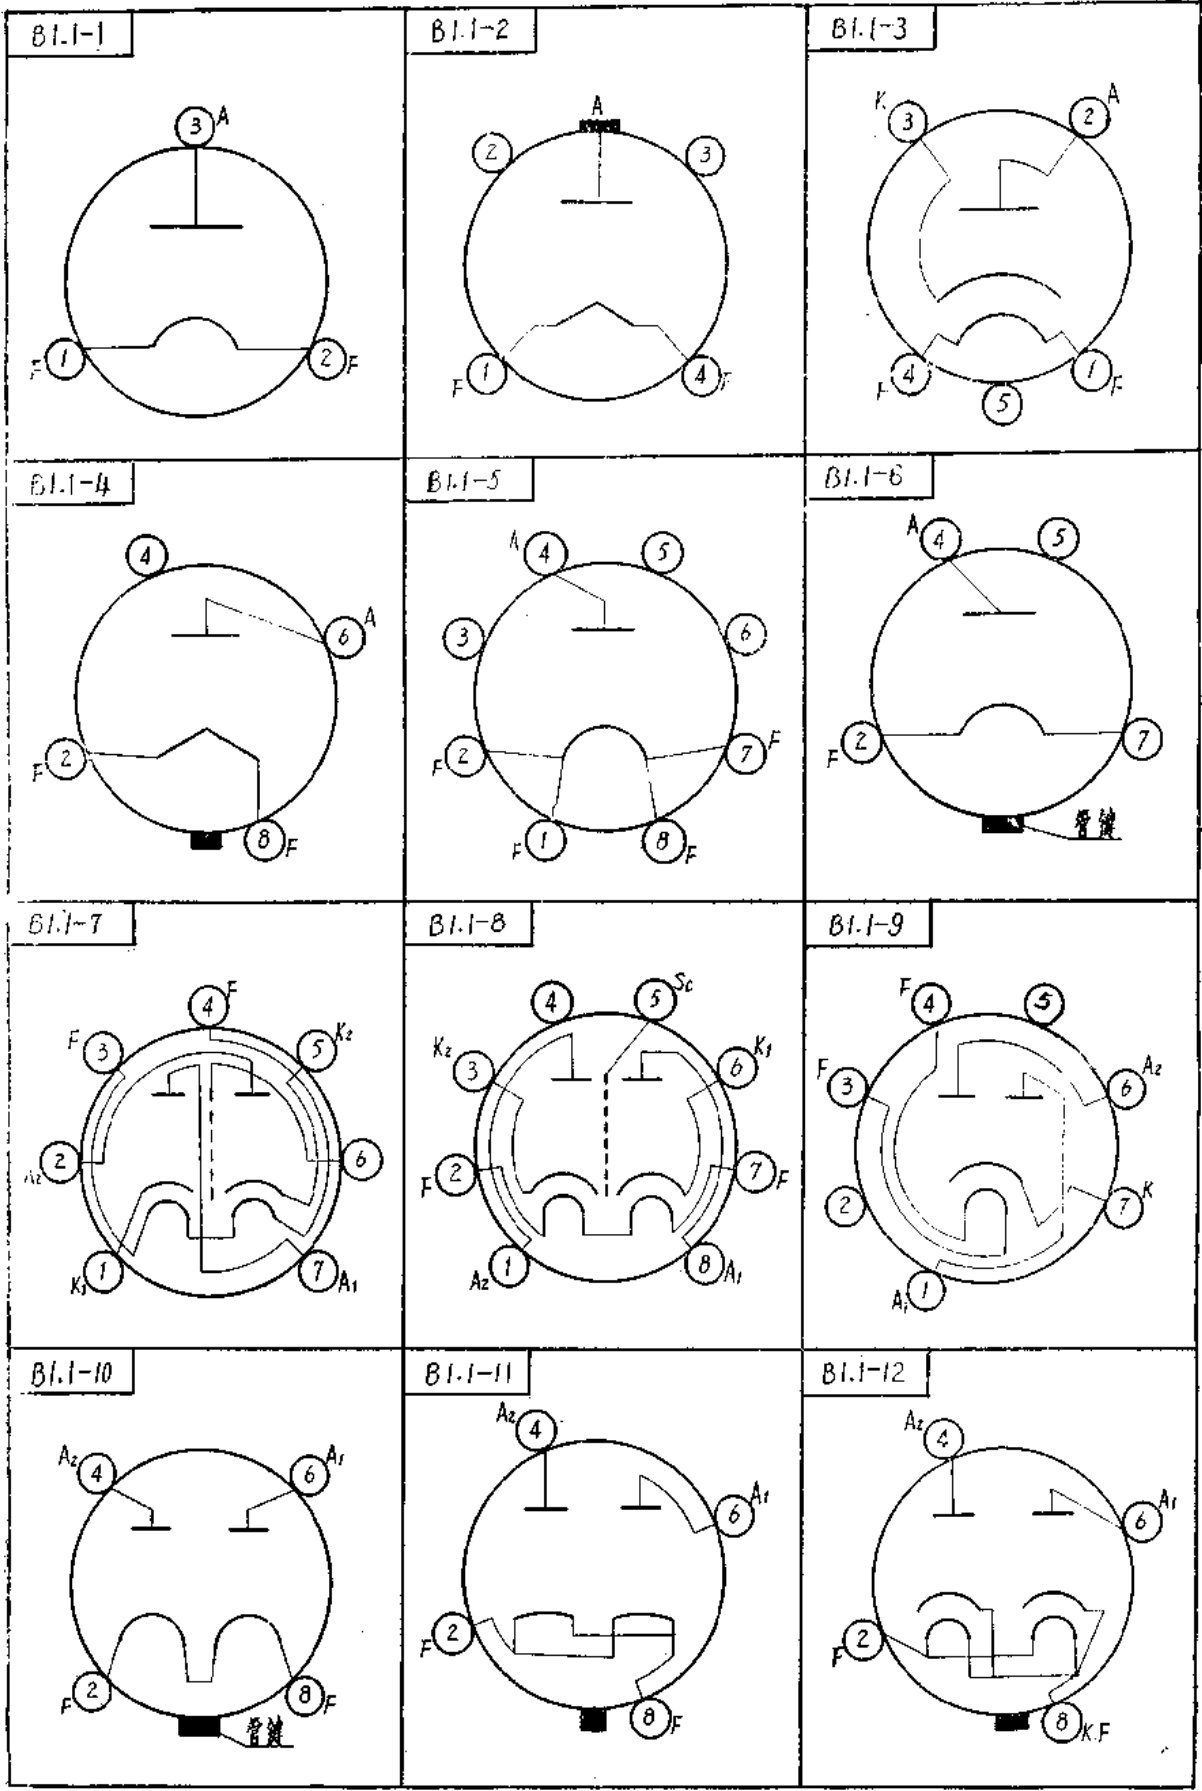 B1.1-1
3 A
F 1
2 F
B1.1-2
A
2
3
F 1
4 F
B1.1-3
K 3
2 A
F 4
1 F
5
B1.1-4
4
6 A
F 2
8 F
B1.1-5
A 4
5
3
6
F 2
7 F
F 1
8 F
B1.1-6
A 4
5
F 2
7
管键
B1.1-7
4 F
F 3
5 K2
A2 2
6
K1 1
7 A1
B1.1-8
4
5 Sc
K2 3
6 K1
F 2
7 F
A2 1
8 A1
B1.1-9
F 4
5
F 3
6 A2
2
7 K
A1 1
B1.1-10
A2 4
6 A1
F 2
8 F
管键
B1.1-11
A2 4
6 A1
F 2
8 F
B1.1-12
A2 4
6 A1
F 2
8 K.F